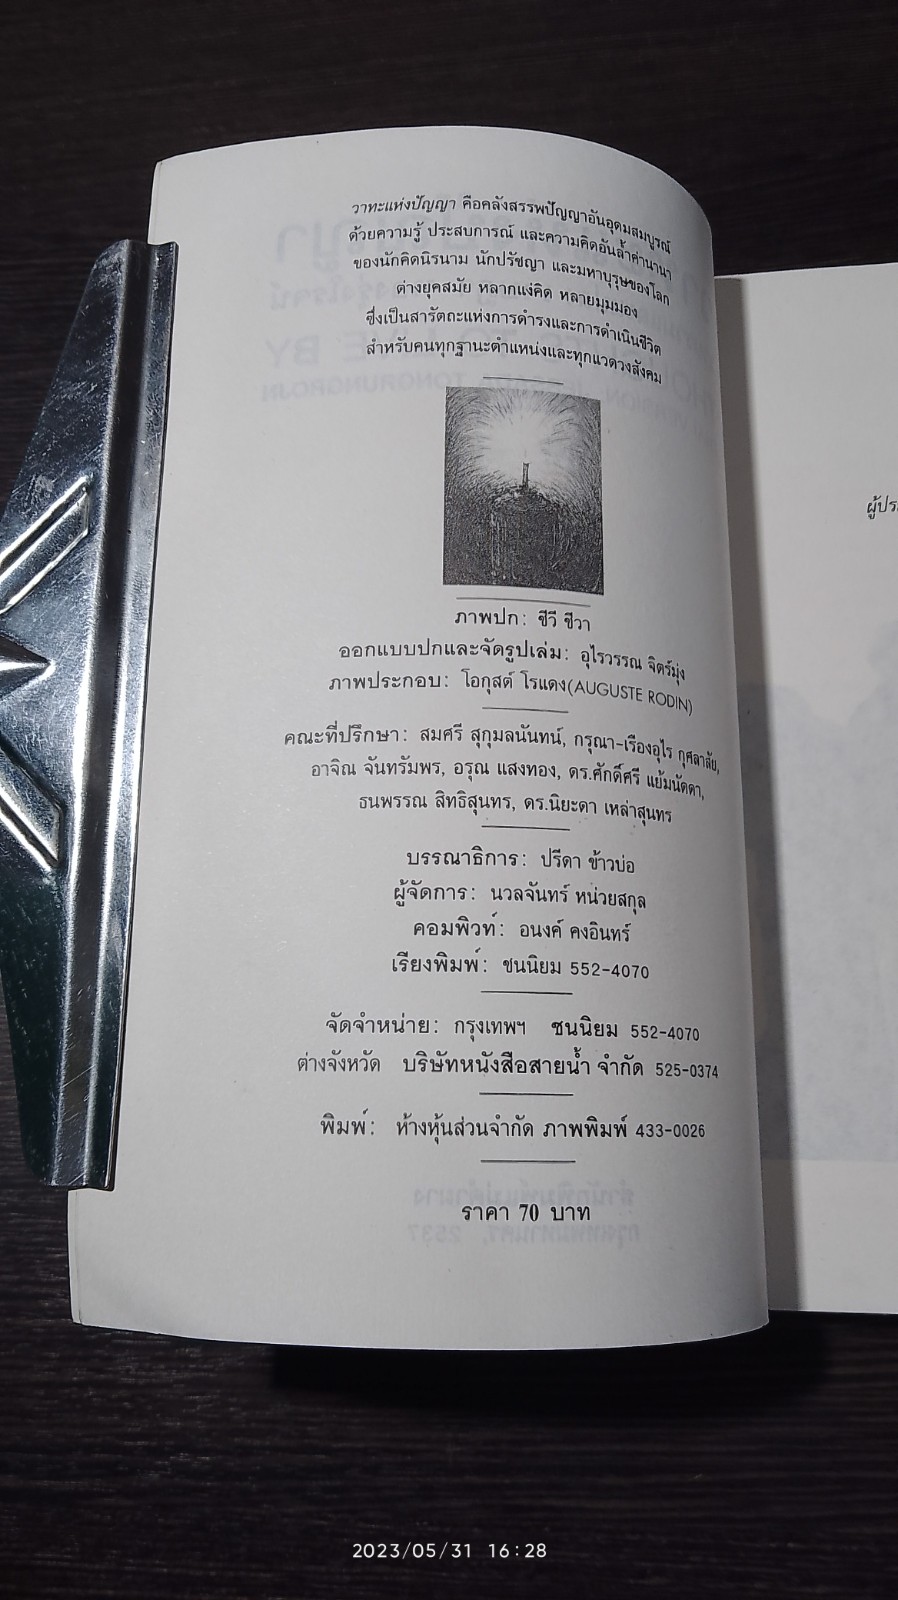 วาทะแห่งปัญญา คือคลังสรรพปัญญาอันอุดมสมบูรณ์
ด้วยความรู้ ประสบการณ์ และความคิดอันล้ำค่านานา
ของนักคิดนิรนาม นักปรัชญา และมหาบุรุษของโลก
ต่างยุคสมัย หลากแง่คิด หลายมุมมอง
ซึ่งเป็นสารัตถะแห่งการดำรงและการดำเนินชีวิต
สำหรับคนทุกฐานะตำแหน่งและทุกแวดวงสังคม
ภาพปก: ชีวี ชีวา
ออกแบบปกและจัดรูปเล่ม: อุไรวรรณ จิตร์มุ่ง
ภาพประกอบ: โอกุสต์ โรแดง(AUGUSTE RODIN)
คณะที่ปรึกษา: สมศรี สุกุมลนันทน์, กรุณา-เรืองอุไร กุศลาสัย,
อาจิณ จันทรัมพร, อรุณ แสงทอง, ดร.ศักดิ์ศรี แย้มนัดดา,
ธนพรรณ สิทธิสุนทร, ดร.นิยะดา เหล่าสุนทร
บรรณาธิการ: ปรีดา ข้าวบ่อ
ผู้จัดการ: นวลจันทร์ หน่วยสกุล
คอมพิวท์: อนงค์ คงอินทร์
เรียงพิมพ์: ชนนิยม 552-4070
จัดจำหน่าย: กรุงเทพฯ ชนนิยม 552-4070
ต่างจังหวัด บริษัทหนังสือสายน้ำ จำกัด 525-0374
พิมพ์: ห้างหุ้นส่วนจำกัด ภาพพิมพ์ 433-0026
ราคา 70 บาท
2023/05/31 16:28